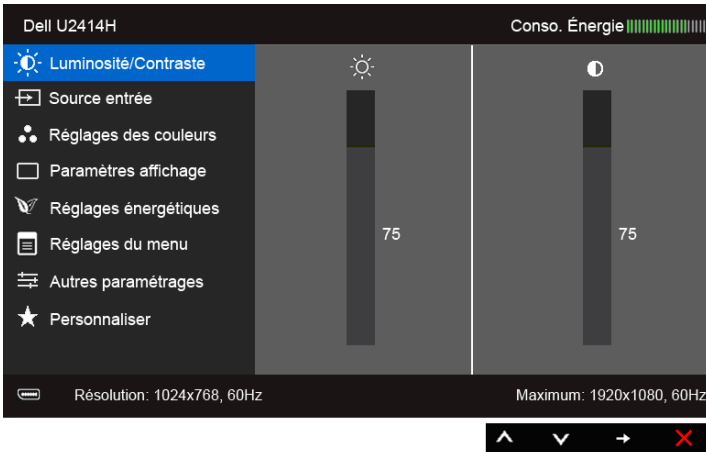 Dell U2414H
Conso. Énergie
Luminosité/Contraste
Source entrée
Réglages des couleurs
Paramètres affichage
Réglages énergétiques
Réglages du menu
Autres paramétrages
Personnaliser
75
75
Résolution: 1024x768, 60Hz
Maximum: 1920x1080, 60Hz